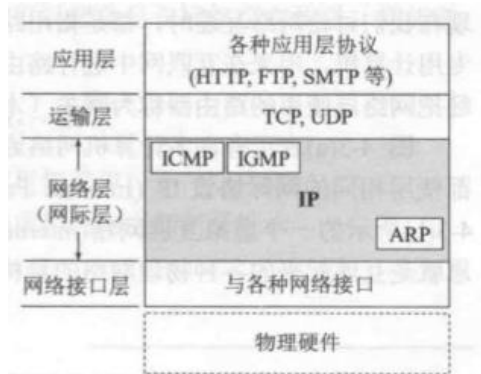 应用层
各种应用层协议
(HTTP, FTP, SMTP 等)
运输层
TCP, UDP
网络层
(网际层)
ICMP
IGMP
IP
ARP
网络接口层
与各种网络接口
物理硬件